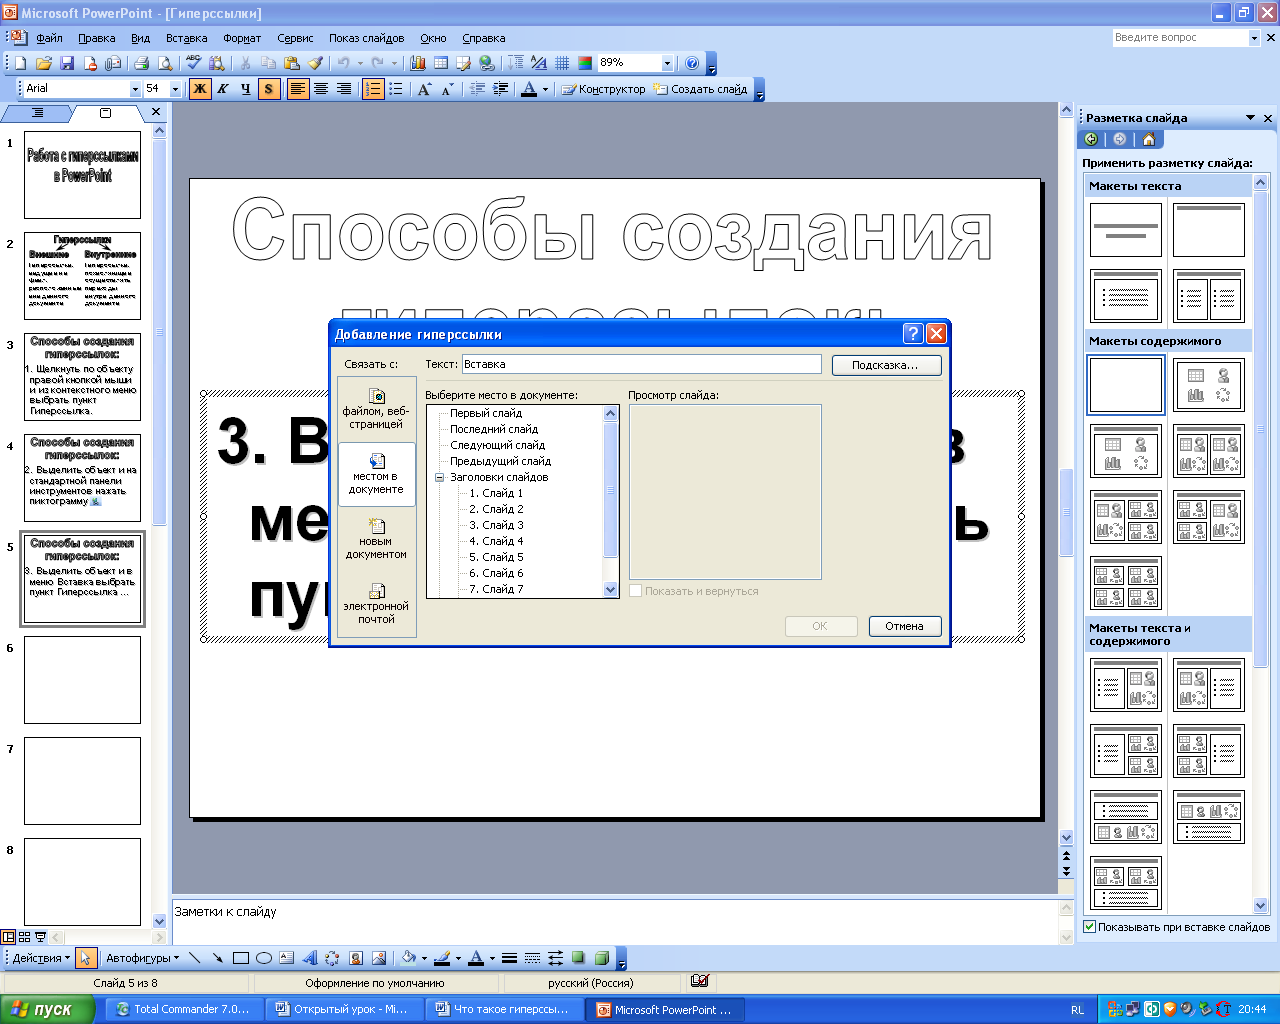 Microsoft PowerPoint - [Гиперссылки]
Файл Правка Вид Вставка Формат Сервис Показ слайдов Окно Справка
Введите вопрос
89%
Arial 54 Ж К Ч S
Конструктор Создать слайд
Разметка слайда
Применить разметку слайда:
Макеты текста
Макеты содержимого
Макеты текста и
содержимого
Показывать при вставке слайдов
1
Работа с гиперссылками
в PowerPoint
2
Гиперссылки
Внешние Внутренние
3
Способы создания
гиперссылок:
1. Щелкнуть по объекту
правой кнопкой мыши
и из контекстного меню
выбрать пункт
Гиперссылка.
4
Способы создания
гиперссылок:
2. Выделить объект и на
стандартной панели
инструментов нажать
пиктограмму
5
Способы создания
гиперссылок:
3. Выделить объект и в
меню Вставка выбрать
пункт Гиперссылка ...
6
7
8
Способы создания
3. В
в
ме
ь
пу
Добавление гиперссылки
Связать с:
Текст: Вставка
Подсказка...
файлом, веб-
страницей
местом в
документе
новым
документом
электронной
почтой
Выберите место в документе:
Первый слайд
Последний слайд
Следующий слайд
Предыдущий слайд
Заголовки слайдов
1. Слайд 1
2. Слайд 2
3. Слайд 3
4. Слайд 4
5. Слайд 5
6. Слайд 6
7. Слайд 7
Просмотр слайда:
Показать и вернуться
ОК
Отмена
Заметки к слайду
Действия Автофигуры
Слайд 5 из 8 Оформление по умолчанию русский (Россия)
пуск Total Commander 7.0... Открытый урок - Mi... Что такое гиперссы... Microsoft PowerPoint ... RL 20:44